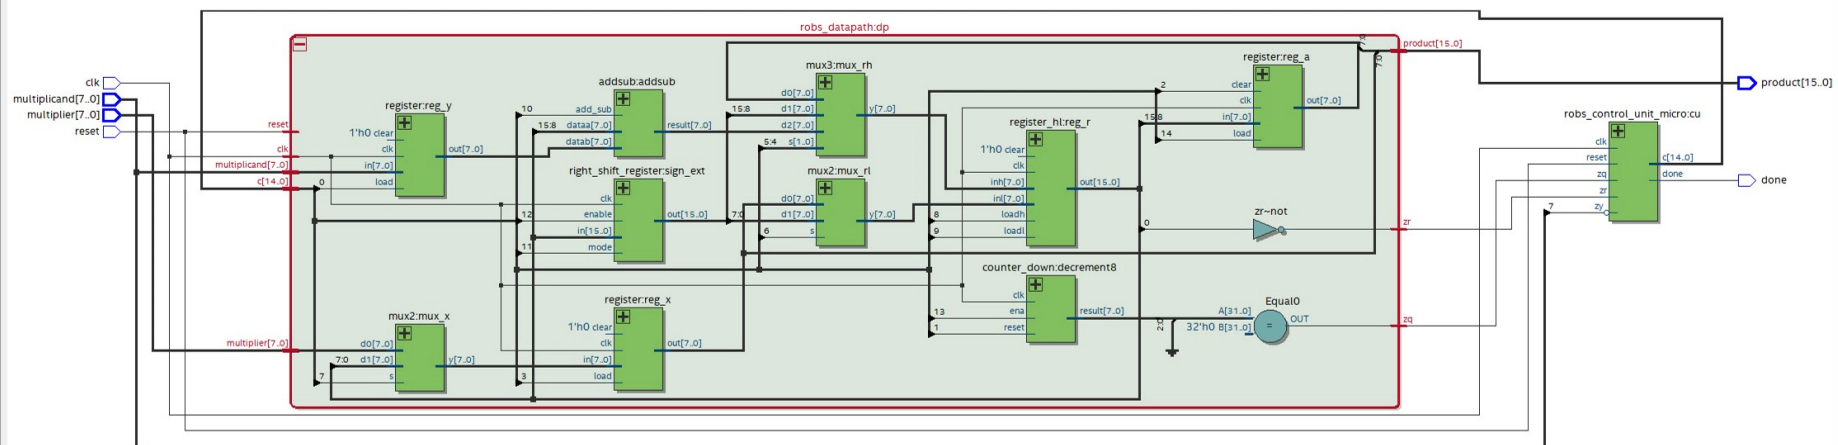 robs_datapath:dp
clk
multiplicand[7..0]
multiplier[7..0]
reset
reset
clk
multiplicand[7..0]
c[14..0]
multiplier[7..0]
register:reg_y
1'h0 clear
clk
in[7..0]
0
load
out[7..0]
mux2:mux_x
d0[7..0]
7:0
d1[7..0]
7
s
y[7..0]
addsub:addsub
10
add_sub
15:8
dataa[7..0]
datab[7..0]
result[7..0]
right_shift_register:sign_ext
clk
12
enable
in[15..0]
11
mode
out[15..0]
register:reg_x
1'h0 clear
clk
in[7..0]
3
load
out[7..0]
mux3:mux_rh
d0[7..0]
15:8
d1[7..0]
d2[7..0]
5:4
s[1..0]
y[7..0]
mux2:mux_rl
d0[7..0]
7:0
d1[7..0]
6
s
y[7..0]
register_hl:reg_r
1'h0 clear
clk
inh[7..0]
inl[7..0]
8
loadh
9
loadl
out[15..0]
counter_down:decrement8
clk
13
ena
1
reset
result[7..0]
register:reg_a
2
clear
clk
15:8
in[7..0]
14
load
out[7..0]
0
zr~not
Equal0
2:0
A[31..0]
32'h0 B[31..0]
=
OUT
7:0
7:0
product[15..0]
zr
zq
robs_control_unit_micro:cu
clk
reset
zq
zr
7
zy
c[14..0]
done
product[15..0]
done